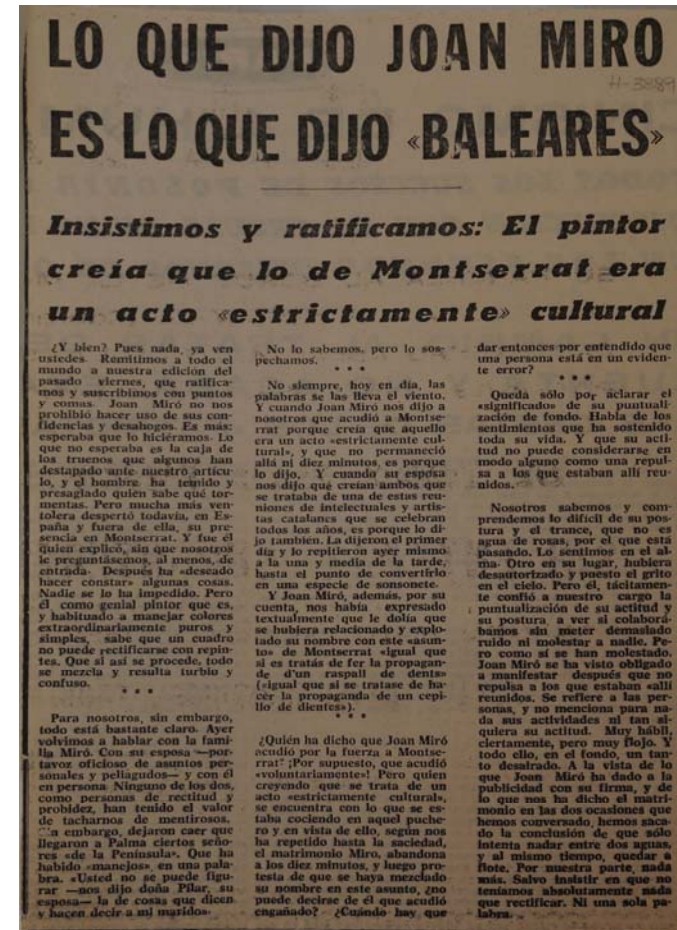 LO QUE DIJO JOAN MIRO
H-3889
ES LO QUE DIJO «BALEARES»
Insistimos y ratificamos: El pintor
creía que lo de Montserrat era
un acto «estrictamente» cultural
¿Y bien? Pues nada, ya ven
ustedes. Remitimos a todo el
mundo a nuestra edición del
pasado viernes, que ratifica-
mos y suscribimos con puntos
y comas. Joan Miró no nos
prohibió hacer uso de sus con-
fidencias y desahogos. Es más:
esperaba que lo hiciéramos. Lo
que no esperaba es la caja de
los truenos que algunos han
destapado ante nuestro artícu-
lo, y el hombre ha temido y
presagiado quién sabe qué tor-
mentas. Pero mucha más ven-
tolera despertó todavía, en Es-
paña y fuera de ella, su pre-
sencia en Montserrat. Y fue él
quien explicó, sin que nosotros
le preguntásemos, al menos, de
entrada. Después ha «deseado
hacer constar» algunas cosas.
Nadie se lo ha impedido. Pero
él como genial pintor que es,
y habituado a manejar colores
extraordinariamente puros y
simples, sabe que un cuadro
no puede rectificarse con repin-
tes. Que si así se procede, todo
se mezcla y resulta turbio y
confuso.
* * *
Para nosotros, sin embargo,
todo está bastante claro. Ayer
volvimos a hablar con la fami-
lia Miró. Con su esposa —por-
tavoz oficioso de asuntos per-
sonales y peliagudos— y con él
en persona. Ninguno de los dos,
como personas de rectitud y
probidez, han tenido el valor
de tacharnos de mentirosos.
Sin embargo, dejaron caer que
llegaron a Palma ciertos seño-
res «de la Península». Que ha
habido «manejos», en una pala-
bra. «Usted no se puede figu-
rar —nos dijo doña Pilar, su
esposa— la de cosas que dicen
y hacen decir a mi marido».
No lo sabemos, pero lo sos-
pechamos.
* * *
No siempre, hoy en día, las
palabras se las lleva el viento.
Y cuando Joan Miró nos dijo a
nosotros que acudió a Montse-
rrat porque creía que aquello
era un acto «estrictamente cul-
tural», y que no permaneció
allá ni diez minutos, es porque
lo dijo. Y cuando su esposa
nos dijo que creían ambos que
se trataba de una de estas reu-
niones de intelectuales y artis-
tas catalanes que se celebran
todos los años, es porque lo di-
jo también. La dijeron el primer
día y lo repitieron ayer mismo
a la una y media de la tarde,
hasta el punto de convertirlo
en una especie de sonsonete.
Y Joan Miró, además, por su
cuenta, nos había expresado
textualmente que le dolía que
se hubiera relacionado y explo-
tado su nombre con este «asun-
to» de Montserrat «igual que
si es tratás de fer la propagan-
de d'un raspall de dents»
(«igual que si se tratase de ha-
cer la propaganda de un cepi-
llo de dientes»).
* * *
¿Quién ha dicho que Joan Miró
acudió por la fuerza a Montse-
rrat? ¡Por supuesto, que acudió
«voluntariamente»! Pero quien
creyendo que se trata de un
acto «estrictamente cultural»,
se encuentra con lo que se es-
taba cociendo en aquel puche-
ro y en vista de ello, según nos
ha repetido hasta la saciedad,
el matrimonio Miro, abandona
a los diez minutos, y luego pro-
testa de que se haya mezclado
su nombre en este asunto, ¿no
puede decirse de él que acudió
engañado? ¿Cuándo hay que
dar entonces por entendido que
una persona está en un eviden-
te error?
* * *
Queda sólo por aclarar el
«significado» de su puntuali-
zación de fondo. Habla de los
sentimientos que ha sostenido
toda su vida. Y que su acti-
tud no puede considerarse en
modo alguno como una repul-
sa a los que estaban allí reu-
nidos.
Nosotros sabemos y com-
prendemos lo difícil de su pos-
tura y el trance, que no es
agua de rosas, por el que está
pasando. Lo sentimos en el al-
ma. Otro en su lugar, hubiera
desautorizado y puesto el grito
en el cielo. Pero él, tácitamen-
te confió a nuestro cargo la
puntualización de su actitud y
su postura, a ver si colaborá-
bamos sin meter demasiado
ruido ni molestar a nadie. Pe-
ro como sí se han molestado.
Joan Miró se ha visto obligado
a manifestar después que no
repulsa a los que estaban «allí
reunidos. Se refiere a las per-
sonas, y no menciona para na-
da sus actividades ni tan si-
quiera su actitud. Muy hábil,
ciertamente, pero muy flojo. Y
todo ello, en el fondo, un tan-
to desairado. A la vista de lo
que Joan Miró ha dado a la
publicidad con su firma, y de
lo que nos ha dicho el matri-
monio en las dos ocasiones que
hemos conversado, hemos saca-
do la conclusión de que sólo
intenta nadar entre dos aguas,
y al mismo tiempo, quedar a
flote. Por nuestra parte, nada
más. Salvo insistir en que no
teníamos absolutamente nada
que rectificar. Ni una sola pa-
labra.